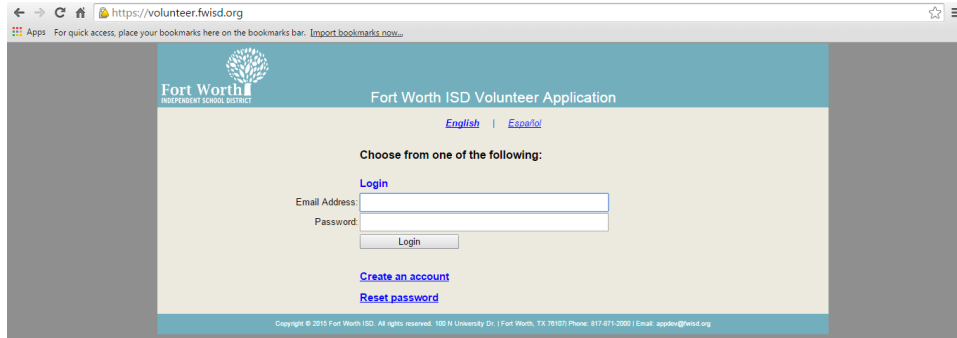 https://volunteer.fwisd.org
Apps For quick access, place your bookmarks here on the bookmarks bar. Import bookmarks now...
Fort Worth
INDEPENDENT SCHOOL DISTRICT
Fort Worth ISD Volunteer Application
English | Español
Choose from one of the following:
Login
Email Address:
Password:
Login
Create an account
Reset password
Copyright © 2015 Fort Worth ISD. All rights reserved. 100 N University Dr. | Fort Worth, TX 76107| Phone: 817-871-2000 | Email: appdev@fwisd.org